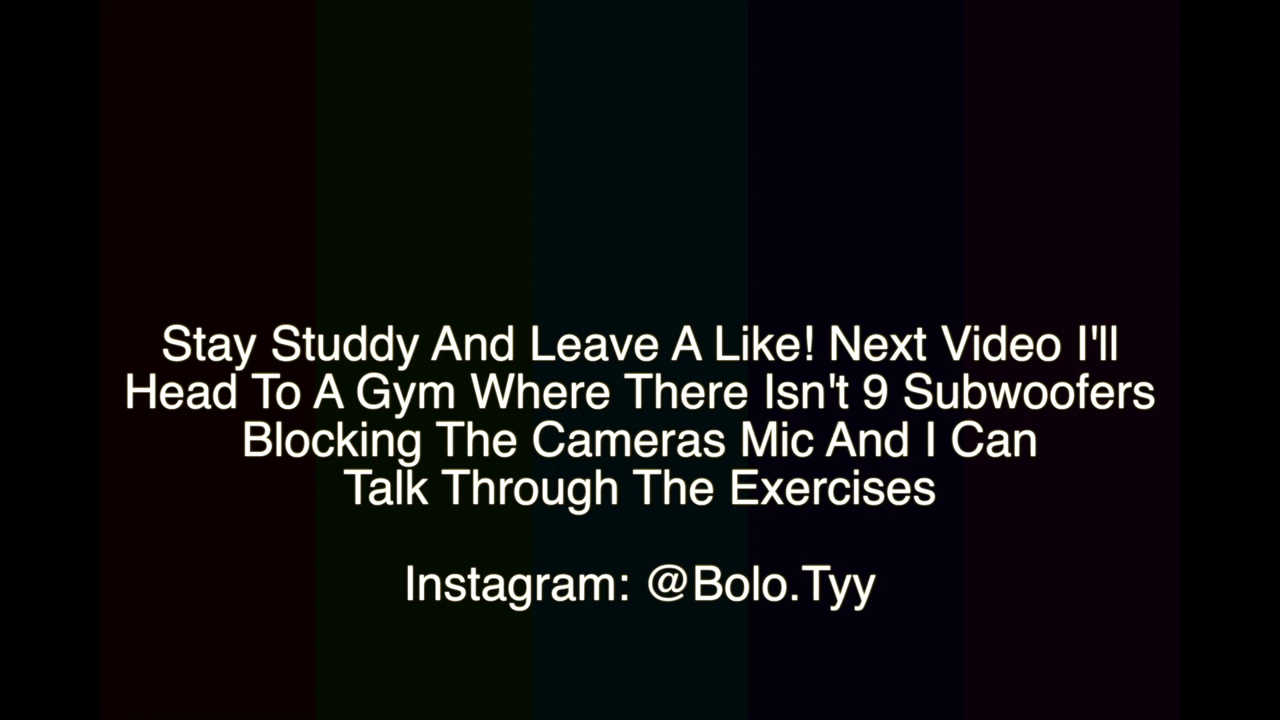 Stay Studdy And Leave A Like! Next Video I'll
Head To A Gym Where There Isn't 9 Subwoofers
Blocking The Cameras Mic And I Can
Talk Through The Exercises
Instagram: @Bolo.Tyy